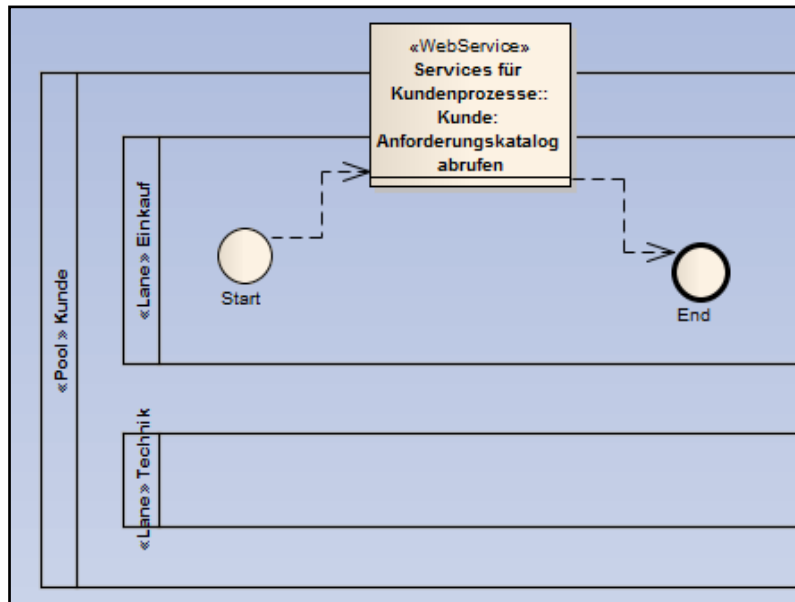 «WebService»
Services für
Kundenprozesse::
Kunde:
Anforderungskatalog
abrufen
«Pool» Kunde
«Lane» Einkauf
Start
End
«Lane» Technik